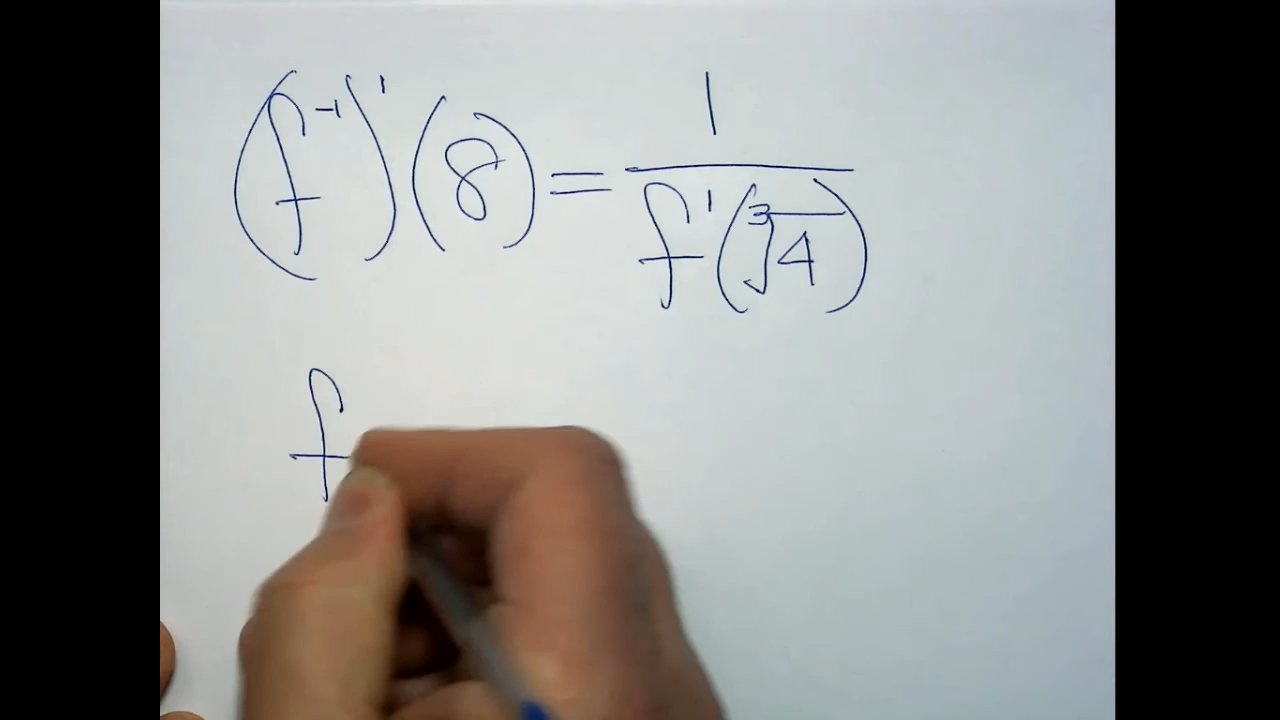 (f⁻¹)'(8) = 1/f'(∛4)
f